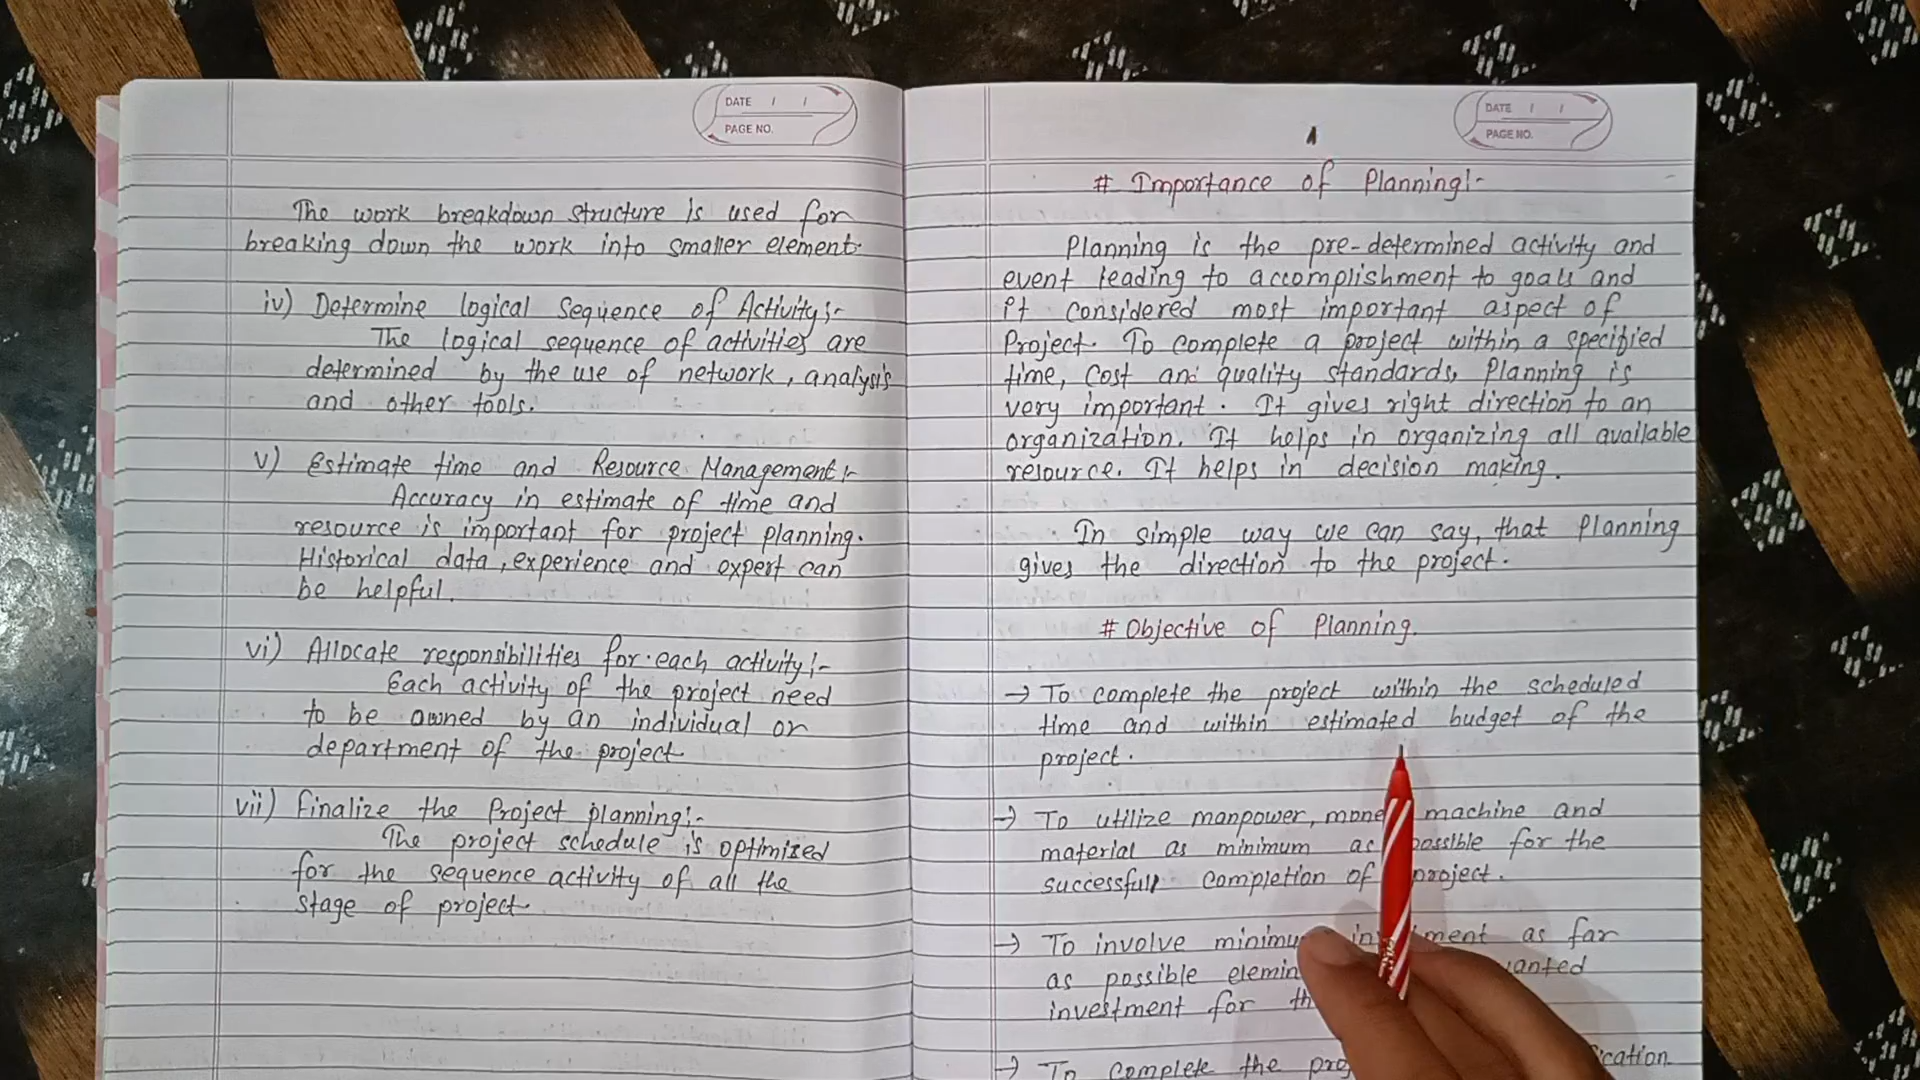 DATE / /
PAGE NO.
The work breakdown structure is used for
breaking down the work into smaller element.
iv) Determine logical Sequence of Activity:-
The logical sequence of activities are
determined by the use of network, analysis
and other tools.
v) Estimate time and Resource Management:-
Accuracy in estimate of time and
resource is important for project planning.
Historical data, experience and expert can
be helpful.
vi) Allocate responsibilities for each activity:-
Each activity of the project need
to be owned by an individual or
department of the project
vii) Finalize the Project planning:-
The project schedule is optimized
for the sequence activity of all the
stage of project.
DATE / /
PAGE NO.
# Importance of Planning:-
Planning is the pre-determined activity and
event leading to accomplishment to goals and
it considered most important aspect of
Project. To complete a project within a specified
time, cost and quality standards, Planning is
very important. It gives right direction to an
organization. It helps in organizing all available
resource. It helps in decision making.
In simple way we can say, that Planning
gives the direction to the project.
# Objective of Planning.
→ To complete the project within the scheduled
time and within estimated budget of the
project.
→ To utilize manpower, machine and
material as minimum as possible for the
successfull completion of project.
→ To involve as far
as possible
investment for
→ To complete the